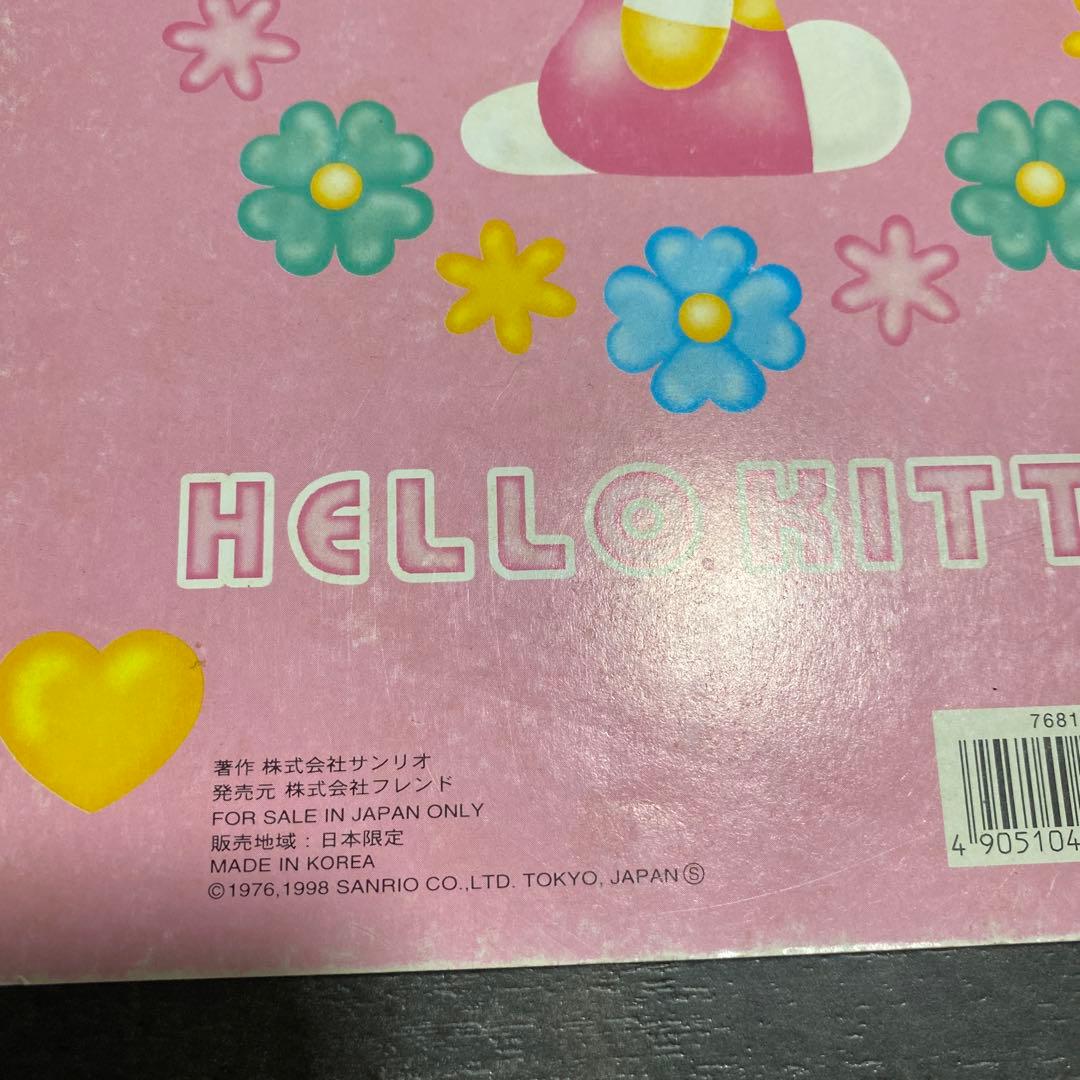 HELLO KITT
7681
4 905104
著作 株式会社サンリオ
発売元 株式会社フレンド
FOR SALE IN JAPAN ONLY
販売地域：日本限定
MADE IN KOREA
©1976,1998 SANRIO CO.,LTD. TOKYO, JAPAN Ⓢ